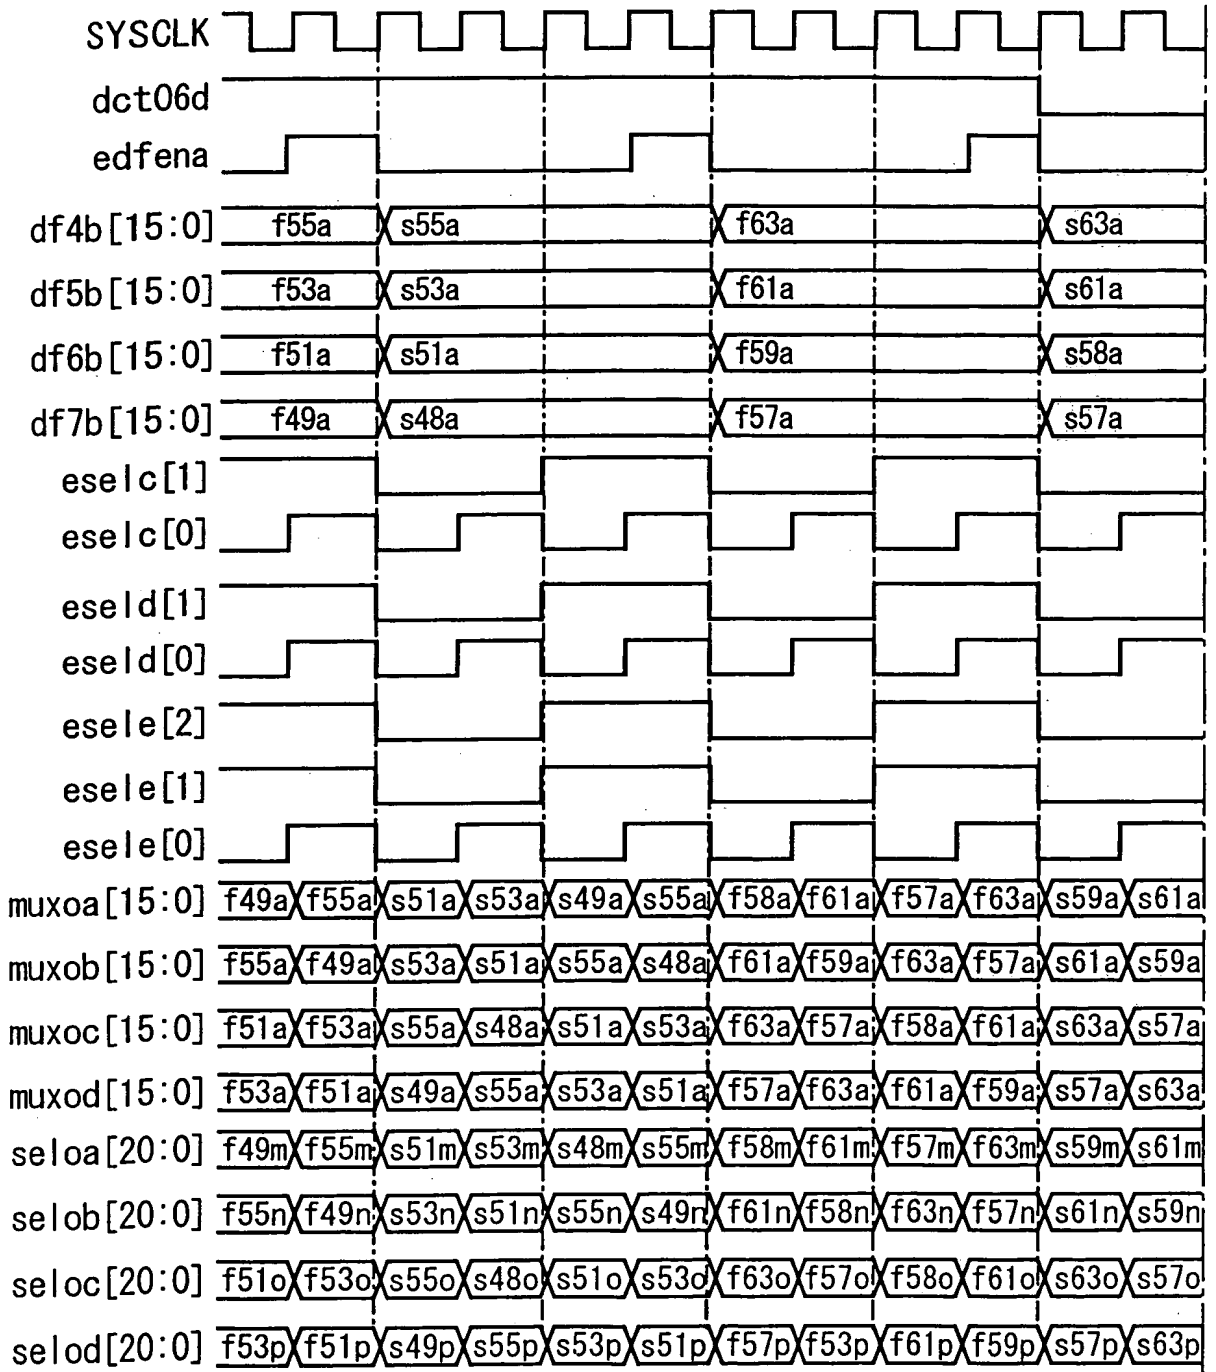 SYSCLK
dct06d
edfena
df4b[15:0] f55a s55a f63a s63a
df5b[15:0] f53a s53a f61a s61a
df6b[15:0] f51a s51a f59a s58a
df7b[15:0] f49a s48a f57a s57a
eselc[1]
eselc[0]
eseld[1]
eseld[0]
esele[2]
esele[1]
esele[0]
muxoa[15:0] f49a f55a s51a s53a s49a s55a f58a f61a f57a f63a s59a s61a
muxob[15:0] f55a f49a s53a s51a s55a s48a f61a f59a f63a f57a s61a s59a
muxoc[15:0] f51a f53a s55a s48a s51a s53a f63a f57a f58a f61a s63a s57a
muxod[15:0] f53a f51a s49a s55a s53a s51a f57a f63a f61a f59a s57a s63a
seloa[20:0] f49m f55m s51m s53m s48m s55m f58m f61m f57m f63m s59m s61m
selob[20:0] f55n f49n s53n s51n s55n s49n f61n f58n f63n f57n s61n s59n
seloc[20:0] f51o f53o s55o s48o s51o s53o f63o f57o f58o f61o s63o s57o
selod[20:0] f53p f51p s49p s55p s53p s51p f57p f53p f61p f59p s57p s63p